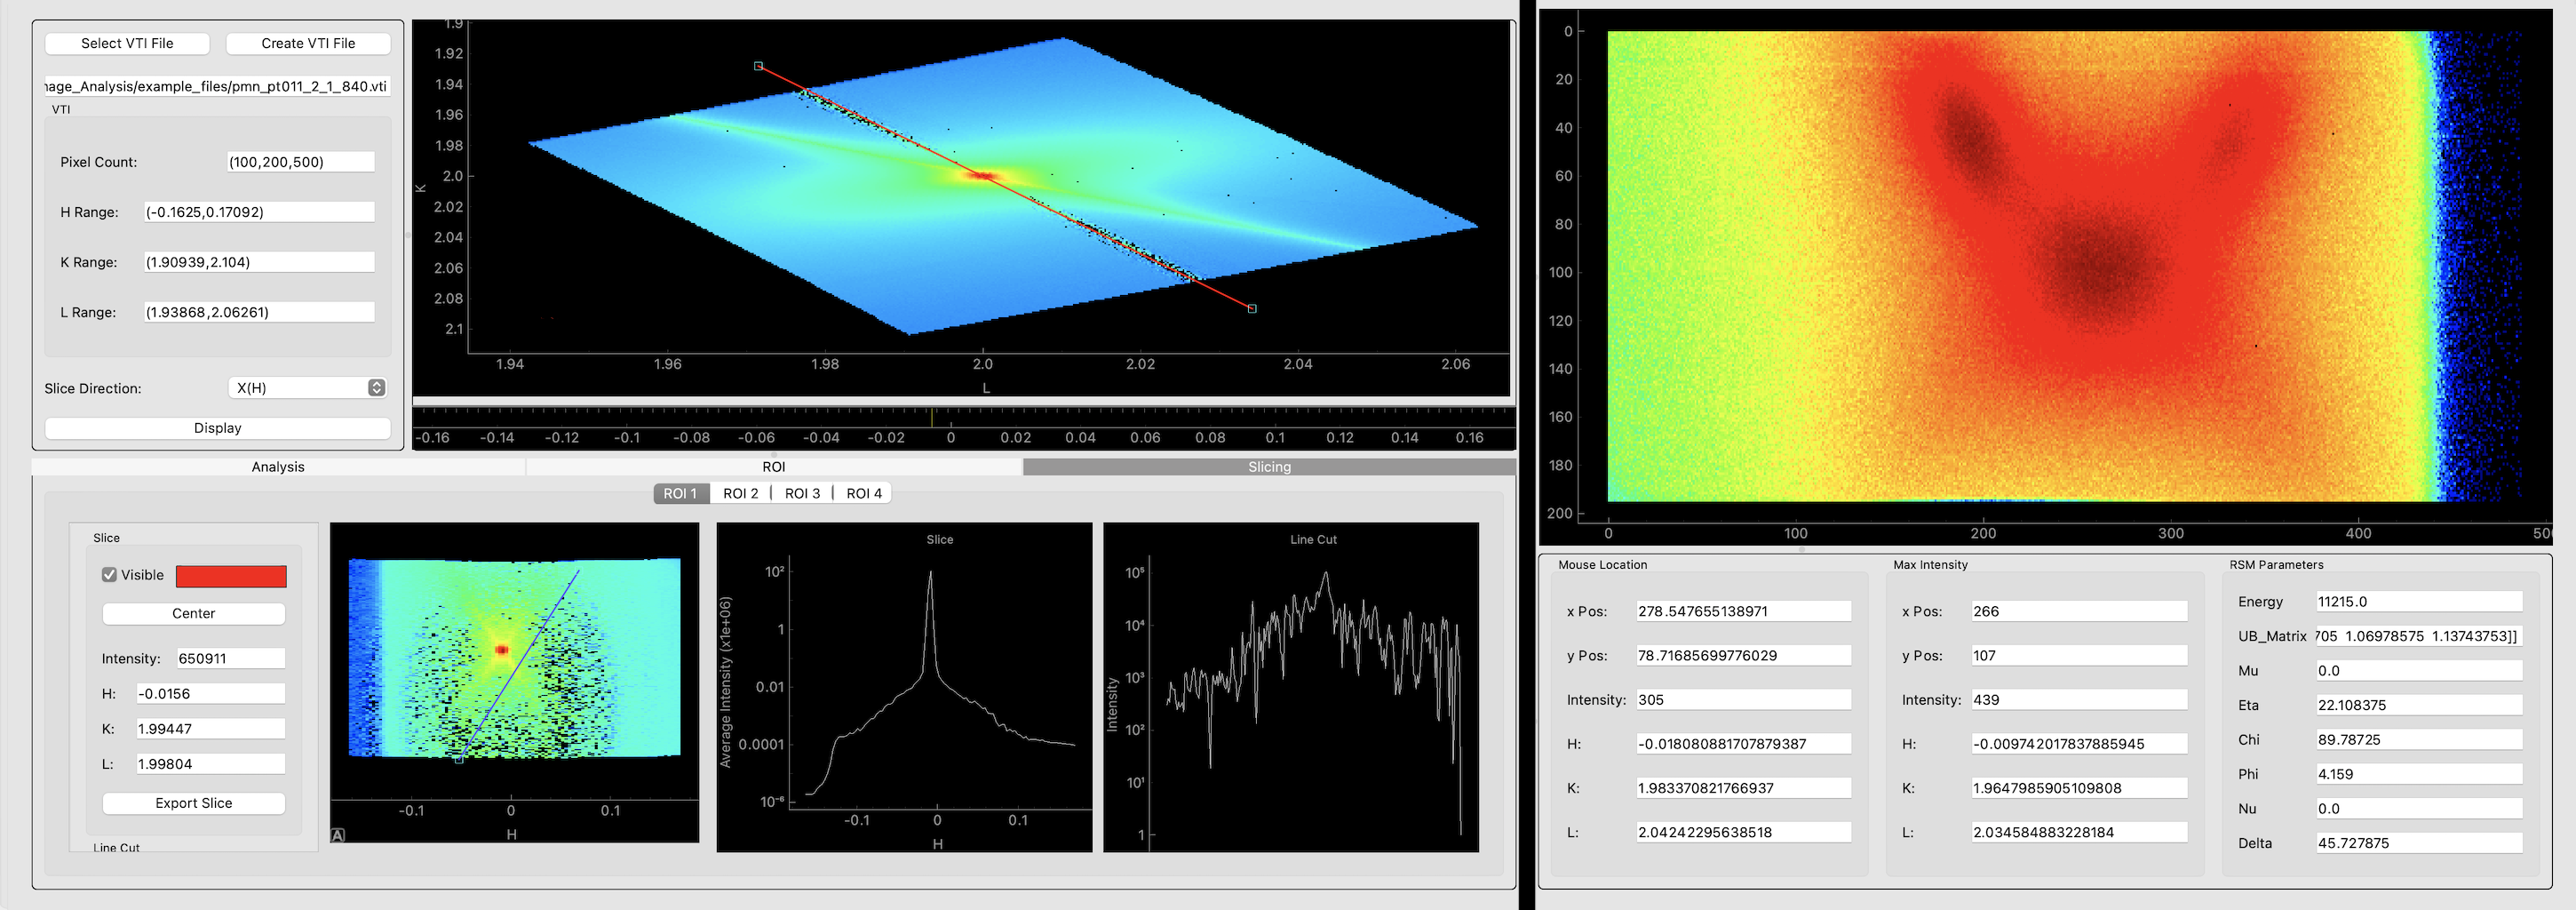 Select VTI File
Create VTI File
nage_Analysis/example_files/pmn_pt011_2_1_840.vti
VTI
Pixel Count: (100,200,500)
H Range: (-0.1625,0.17092)
K Range: (1.90939,2.104)
L Range: (1.93868,2.06261)
Slice Direction: X(H)
Display
1.9
1.92
1.94
1.96
1.98
2.0
2.02
2.04
2.06
2.08
2.1
K
1.94 1.96 1.98 2.0 2.02 2.04 2.06
L
-0.16 -0.14 -0.12 -0.1 -0.08 -0.06 -0.04 -0.02 0 0.02 0.04 0.06 0.08 0.1 0.12 0.14 0.16
Analysis ROI Slicing
ROI 1 ROI 2 ROI 3 ROI 4
Slice
Visible
Center
Intensity: 650911
H: -0.0156
K: 1.99447
L: 1.99804
Export Slice
Line Cut
-0.1 0 0.1
H
A
Slice
Average Intensity (x1e+06)
10²
1
0.01
0.0001
10⁻⁶
-0.1 0 0.1
H
Line Cut
Intensity
10⁵
10⁴
10³
10²
10¹
1
0
20
40
60
80
100
120
140
160
180
200
0 100 200 300 400 50
Mouse Location
x Pos: 278.547655138971
y Pos: 78.71685699776029
Intensity: 305
H: -0.018080881707879387
K: 1.983370821766937
L: 2.04242295638518
Max Intensity
x Pos: 266
y Pos: 107
Intensity: 439
H: -0.009742017837885945
K: 1.9647985905109808
L: 2.034584883228184
RSM Parameters
Energy 11215.0
UB_Matrix 705 1.06978575 1.13743753]]
Mu 0.0
Eta 22.108375
Chi 89.78725
Phi 4.159
Nu 0.0
Delta 45.727875